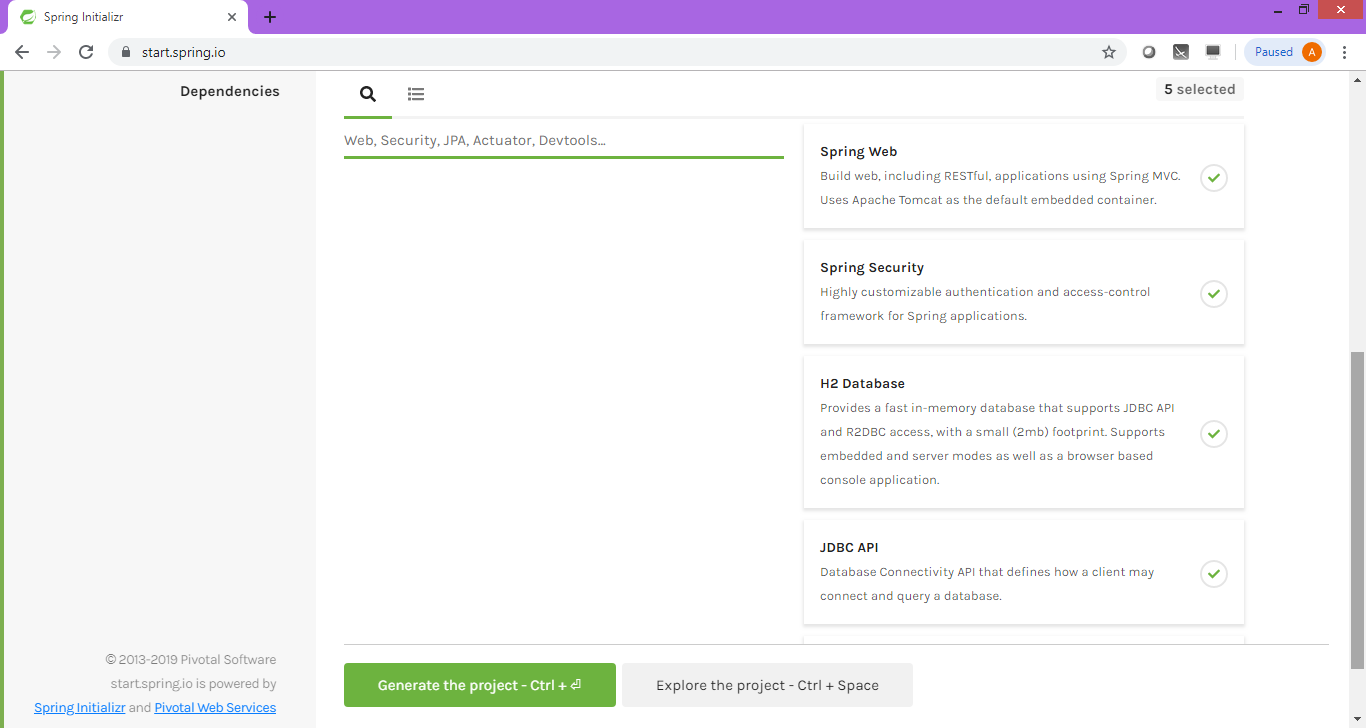 Spring Initializr
start.spring.io
Paused
A
Dependencies
5 selected
Web, Security, JPA, Actuator, Devtools...
Spring Web
Build web, including RESTful, applications using Spring MVC.
Uses Apache Tomcat as the default embedded container.
Spring Security
Highly customizable authentication and access-control
framework for Spring applications.
H2 Database
Provides a fast in-memory database that supports JDBC API
and R2DBC access, with a small (2mb) footprint. Supports
embedded and server modes as well as a browser based
console application.
JDBC API
Database Connectivity API that defines how a client may
connect and query a database.
© 2013-2019 Pivotal Software
start.spring.io is powered by
Spring Initializr and Pivotal Web Services
Generate the project - Ctrl + ⏎
Explore the project - Ctrl + Space